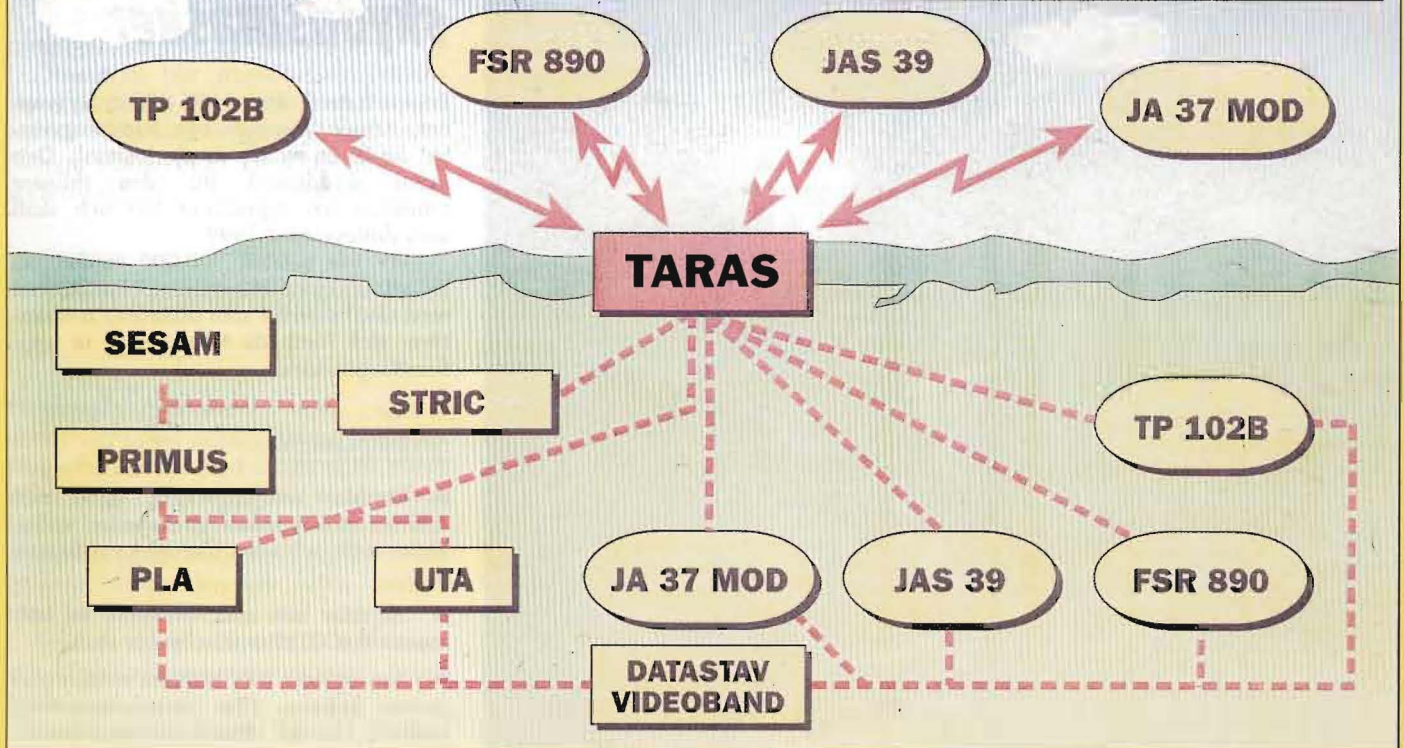 FSR 890
JAS 39
TP 102B
JA 37 MOD
TARAS
SESAM
STRIC
TP 102B
PRIMUS
PLA
UTA
JA 37 MOD
JAS 39
FSR 890
DATASTAV
VIDEOBAND